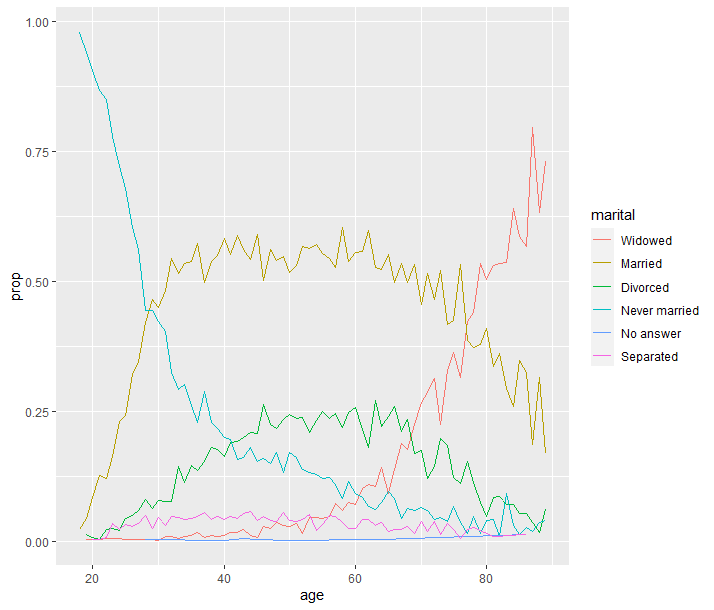 1.00
0.75
0.50
0.25
0.00
prop
20
40
60
80
age
marital
Widowed
Married
Divorced
Never married
No answer
Separated